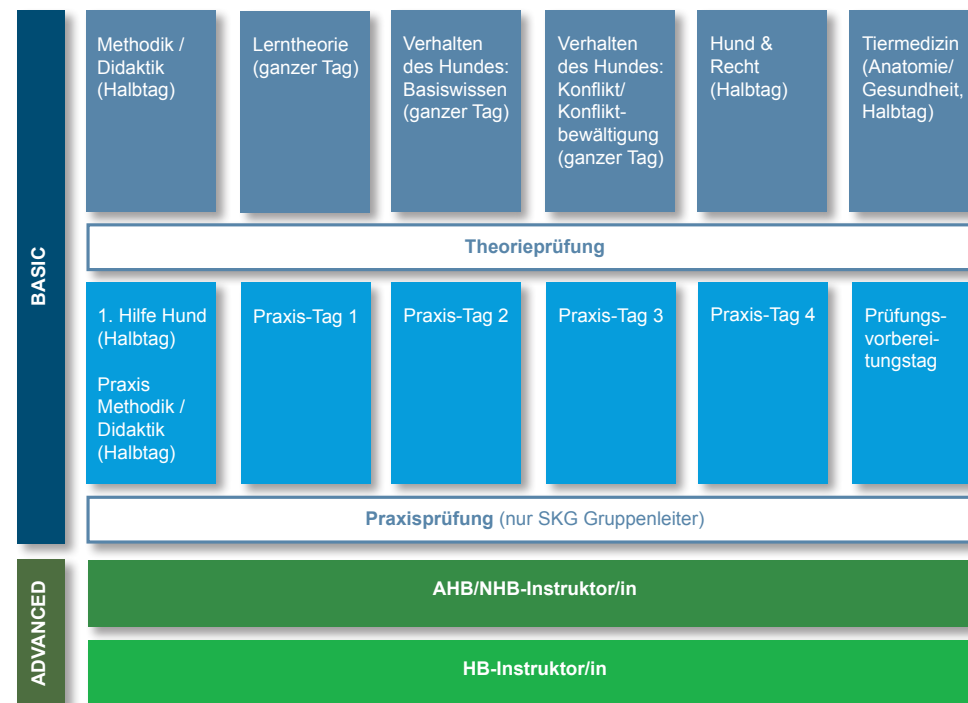 BASIC
Methodik /
Didaktik
(Halbtag)
Lerntheorie
(ganzer Tag)
Verhalten
des Hundes:
Basiswissen
(ganzer Tag)
Verhalten
des Hundes:
Konflikt/
Konflikt-
bewältigung
(ganzer Tag)
Hund &
Recht
(Halbtag)
Tiermedizin
(Anatomie/
Gesundheit,
Halbtag)
Theorieprüfung
1. Hilfe Hund
(Halbtag)
Praxis
Methodik /
Didaktik
(Halbtag)
Praxis-Tag 1
Praxis-Tag 2
Praxis-Tag 3
Praxis-Tag 4
Prüfungs-
vorberei-
tungstag
Praxisprüfung (nur SKG Gruppenleiter)
ADVANCED
AHB/NHB-Instruktor/in
HB-Instruktor/in